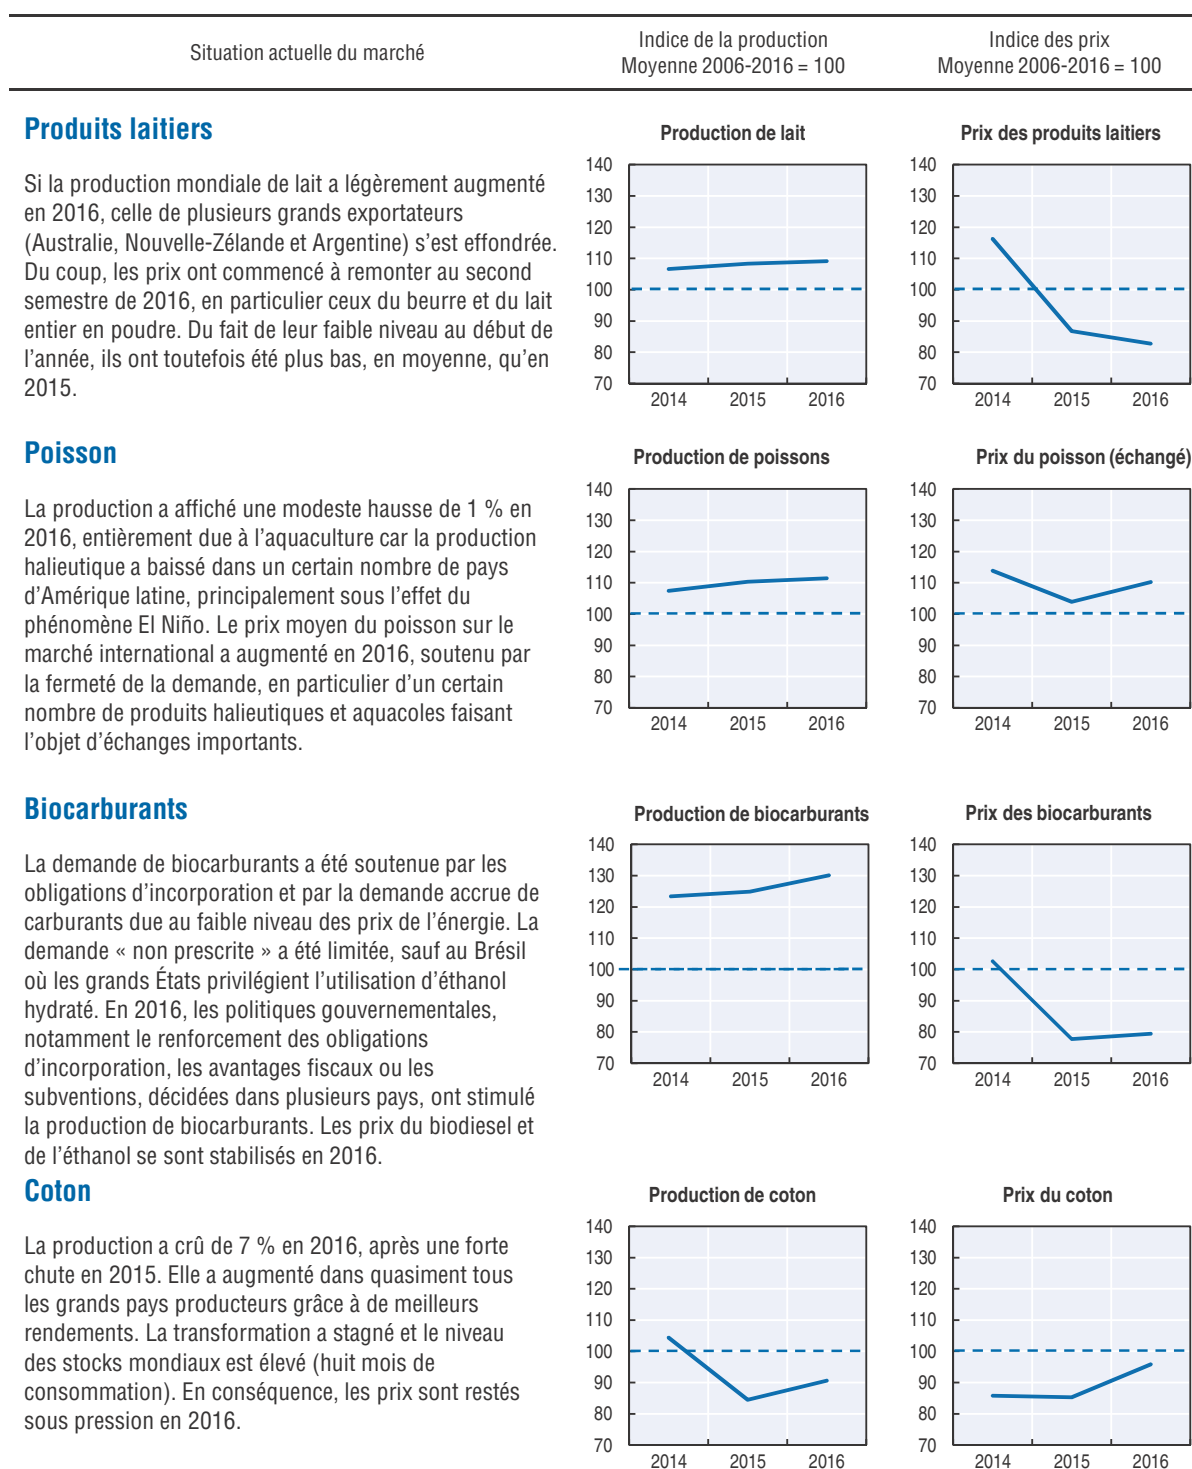 Situation actuelle du marché
Indice de la production
Moyenne 2006-2016 = 100
Indice des prix
Moyenne 2006-2016 = 100
Produits laitiers
Si la production mondiale de lait a légèrement augmenté
en 2016, celle de plusieurs grands exportateurs
(Australie, Nouvelle-Zélande et Argentine) s’est effondrée.
Du coup, les prix ont commencé à remonter au second
semestre de 2016, en particulier ceux du beurre et du lait
entier en poudre. Du fait de leur faible niveau au début de
l’année, ils ont toutefois été plus bas, en moyenne, qu’en
2015.
Production de lait
140
130
120
110
100
90
80
70
2014 2015 2016
Prix des produits laitiers
140
130
120
110
100
90
80
70
2014 2015 2016
Poisson
La production a affiché une modeste hausse de 1 % en
2016, entièrement due à l’aquaculture car la production
halieutique a baissé dans un certain nombre de pays
d’Amérique latine, principalement sous l’effet du
phénomène El Niño. Le prix moyen du poisson sur le
marché international a augmenté en 2016, soutenu par
la fermeté de la demande, en particulier d’un certain
nombre de produits halieutiques et aquacoles faisant
l’objet d’échanges importants.
Production de poissons
140
130
120
110
100
90
80
70
2014 2015 2016
Prix du poisson (échangé)
140
130
120
110
100
90
80
70
2014 2015 2016
Biocarburants
La demande de biocarburants a été soutenue par les
obligations d’incorporation et par la demande accrue de
carburants due au faible niveau des prix de l’énergie. La
demande « non prescrite » a été limitée, sauf au Brésil
où les grands États privilégient l’utilisation d’éthanol
hydraté. En 2016, les politiques gouvernementales,
notamment le renforcement des obligations
d’incorporation, les avantages fiscaux ou les
subventions, décidées dans plusieurs pays, ont stimulé
la production de biocarburants. Les prix du biodiesel et
de l’éthanol se sont stabilisés en 2016.
Production de biocarburants
140
130
120
110
100
90
80
70
2014 2015 2016
Prix des biocarburants
140
130
120
110
100
90
80
70
2014 2015 2016
Coton
La production a crû de 7 % en 2016, après une forte
chute en 2015. Elle a augmenté dans quasiment tous
les grands pays producteurs grâce à de meilleurs
rendements. La transformation a stagné et le niveau
des stocks mondiaux est élevé (huit mois de
consommation). En conséquence, les prix sont restés
sous pression en 2016.
Production de coton
140
130
120
110
100
90
80
70
2014 2015 2016
Prix du coton
140
130
120
110
100
90
80
70
2014 2015 2016